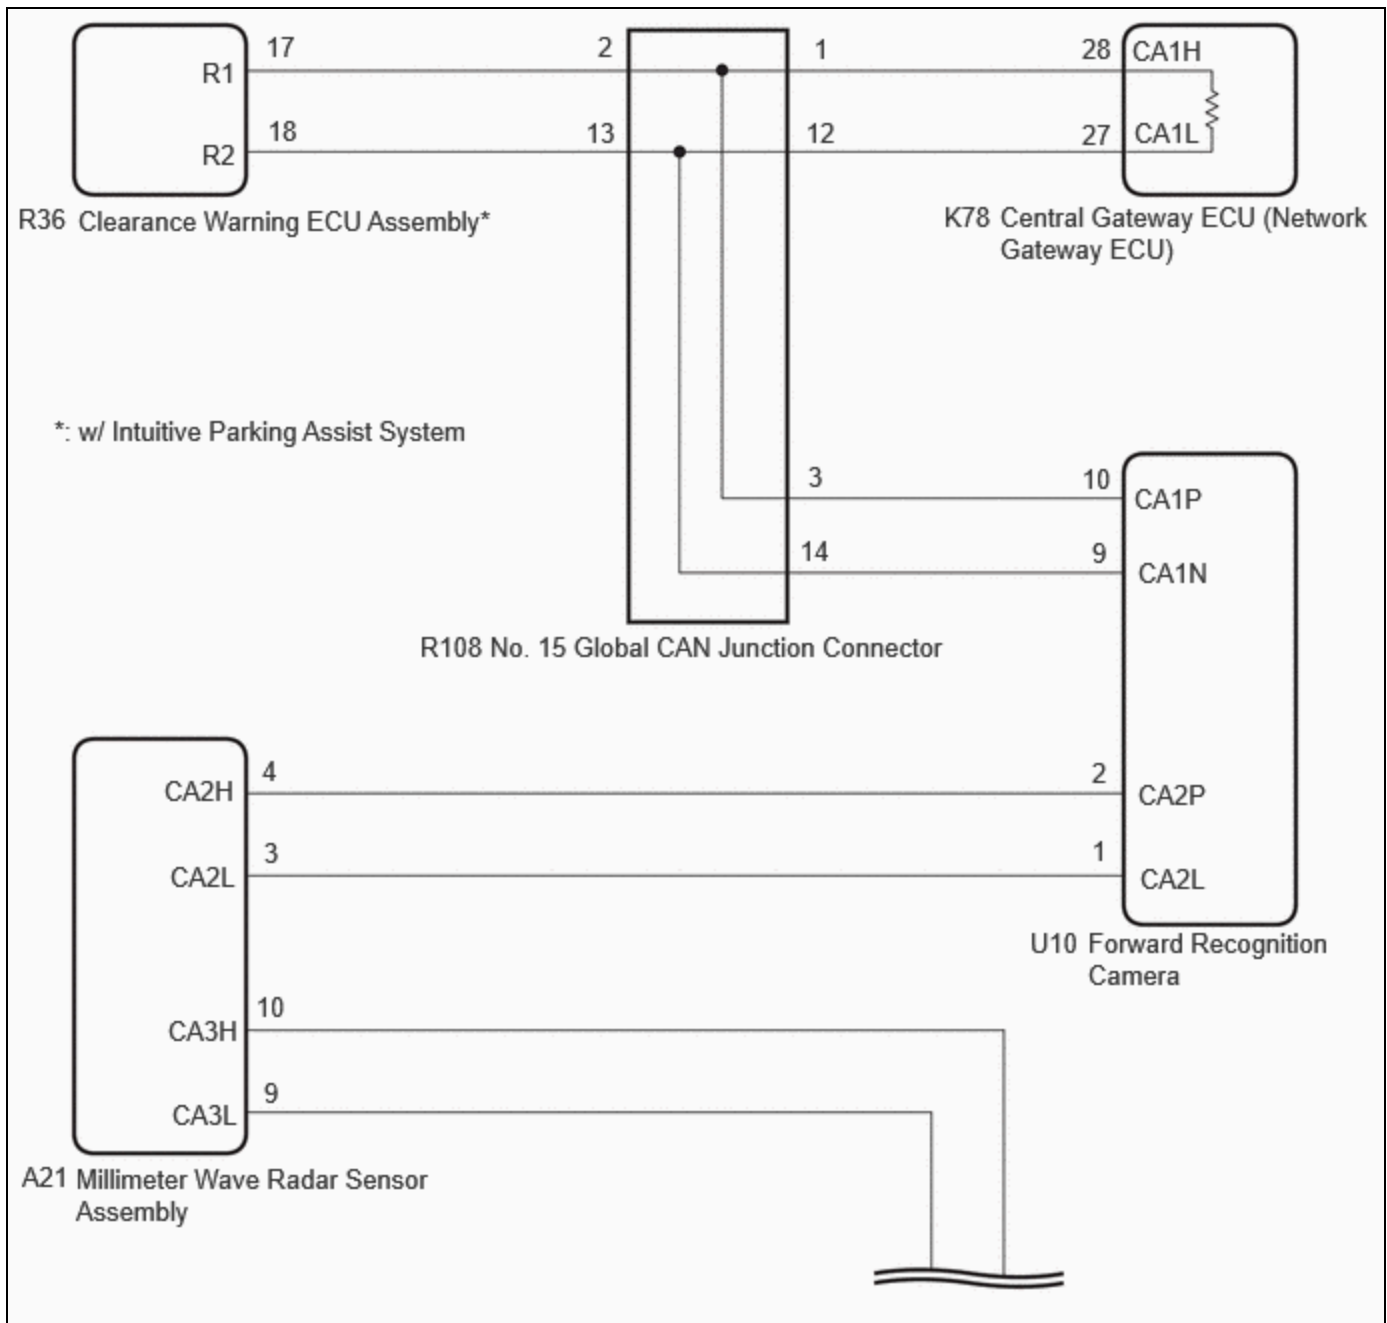 17 2 1 28 CA1H
R1
18 13 12 27 CA1L
R2
R36 Clearance Warning ECU Assembly*
K78 Central Gateway ECU (Network
Gateway ECU)
*: w/ Intuitive Parking Assist System
3 10 CA1P
14 9 CA1N
R108 No. 15 Global CAN Junction Connector
CA2H 4 2 CA2P
CA2L 3 1 CA2L
U10 Forward Recognition
Camera
CA3H 10
CA3L 9
A21 Millimeter Wave Radar Sensor
Assembly